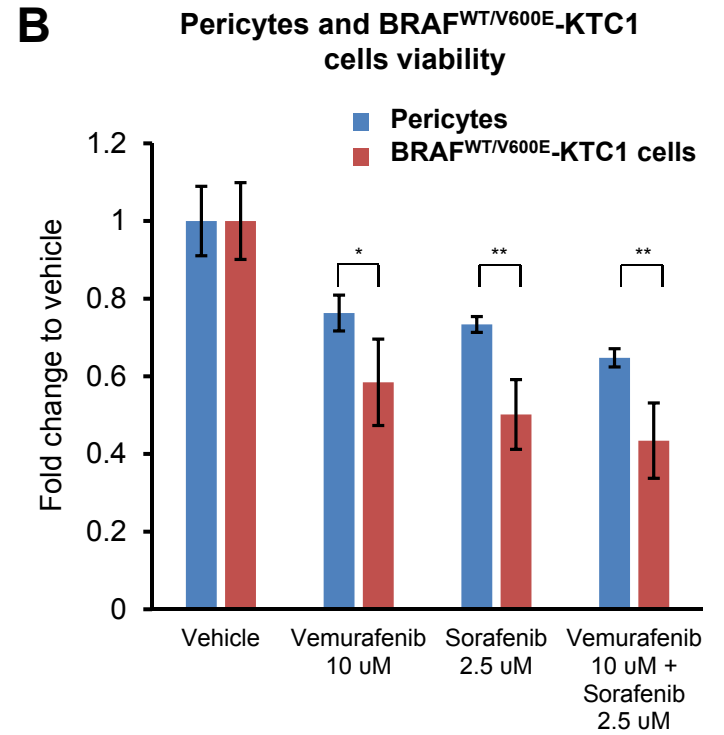 B
Pericytes and BRAFWT/V600E-KTC1
cells viability
Pericytes
BRAFWT/V600E-KTC1 cells
Fold change to vehicle
1.2
1
0.8
0.6
0.4
0.2
0
*
**
**
Vehicle
Vemurafenib
10 uM
Sorafenib
2.5 uM
Vemurafenib
10 uM +
Sorafenib
2.5 uM